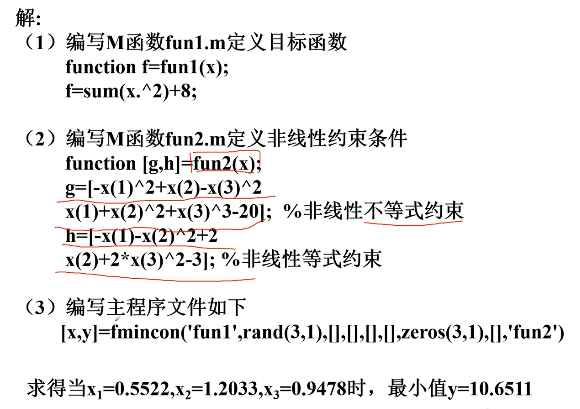 解:
（1）编写M函数fun1.m定义目标函数
function f=fun1(x);
f=sum(x.^2)+8;
（2）编写M函数fun2.m定义非线性约束条件
function [g,h]=fun2(x);
g=[-x(1)^2+x(2)-x(3)^2
x(1)+x(2)^2+x(3)^3-20]; %非线性不等式约束
h=[-x(1)-x(2)^2+2
x(2)+2*x(3)^2-3]; %非线性等式约束
（3）编写主程序文件如下
[x,y]=fmincon('fun1',rand(3,1),[],[],[],[],zeros(3,1),[],'fun2')
求得当x₁=0.5522,x₂=1.2033,x₃=0.9478时，最小值y=10.6511